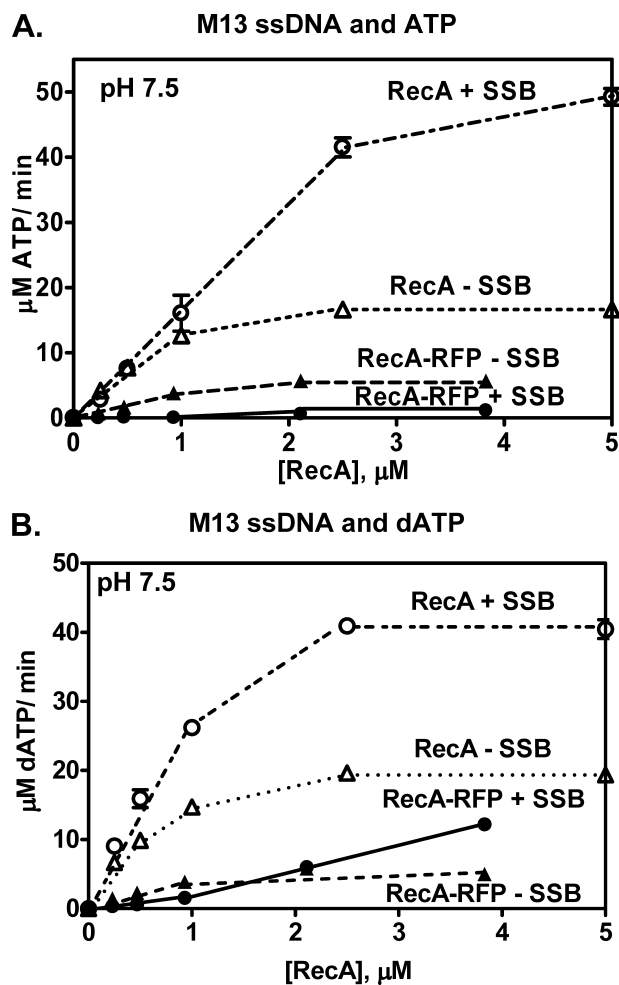 A.
M13 ssDNA and ATP
pH 7.5
RecA + SSB
RecA - SSB
RecA-RFP - SSB
RecA-RFP + SSB
μM ATP/ min
50
40
30
20
10
0
0 1 2 3 4 5
[RecA], μM
B.
M13 ssDNA and dATP
pH 7.5
RecA + SSB
RecA - SSB
RecA-RFP + SSB
RecA-RFP - SSB
μM dATP/ min
50
40
30
20
10
0
0 1 2 3 4 5
[RecA], μM